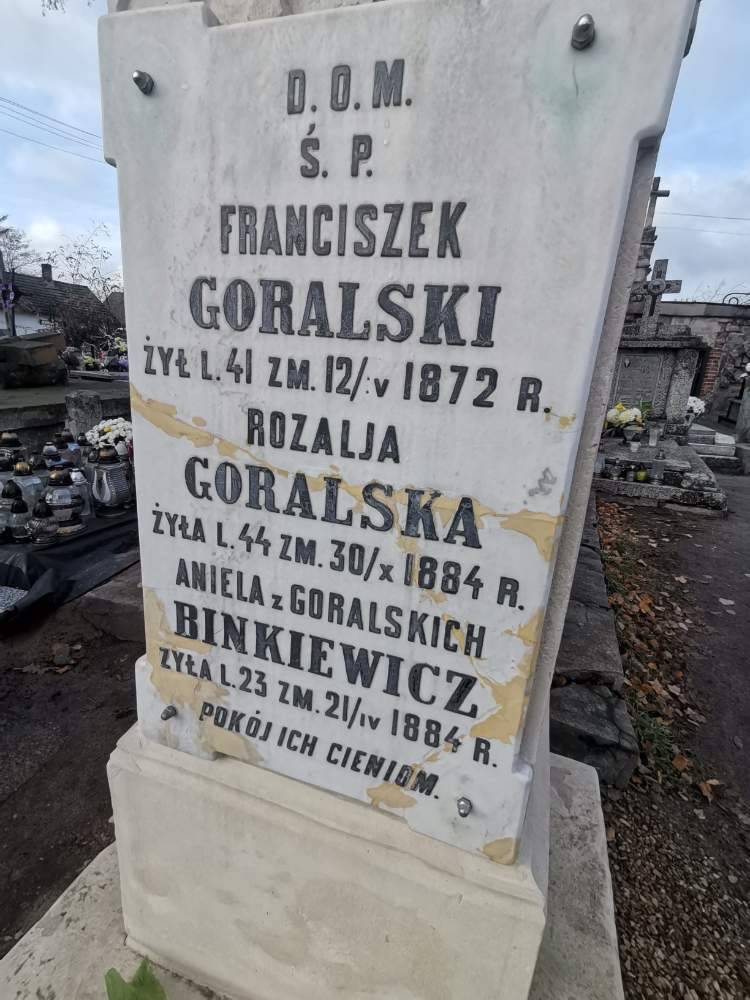 D. O. M.
Ś. P.
FRANCISZEK
GORALSKI
ŻYŁ L. 41 ZM. 12/V 1872 R.
ROZALJA
GORALSKA
ŻYŁA L. 44 ZM. 30/X 1884 R.
ANIELA z GORALSKICH
BINKIEWICZ
ŻYŁA L. 23 ZM. 21/IV 1884 R.
POKÓJ ICH CIENIOM.